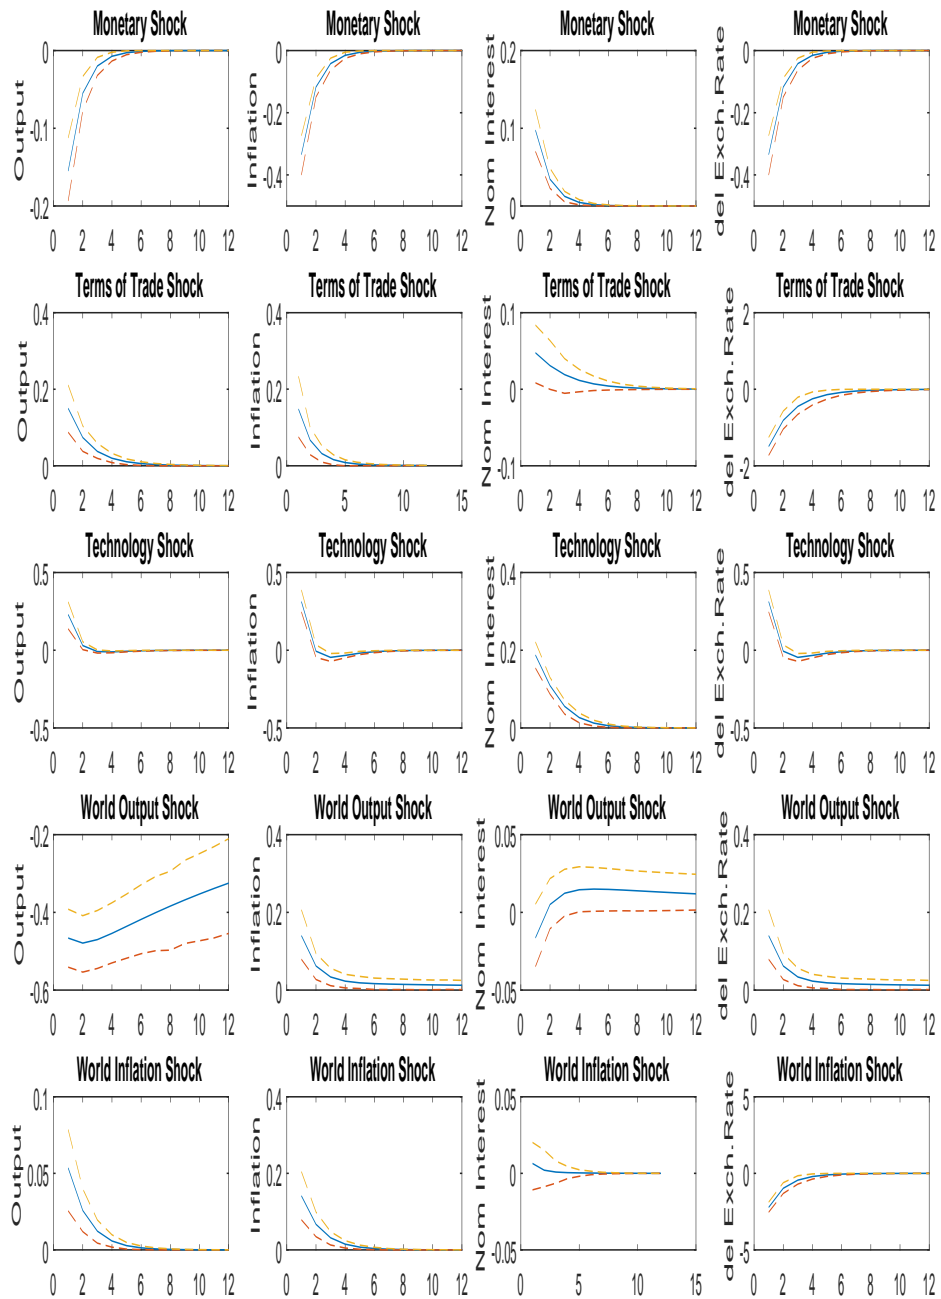 Monetary Shock Monetary Shock Monetary Shock Monetary Shock
Output
0
-0.1
-0.2
0 2 4 6 8 10 12
Inflation
0
-0.2
-0.4
0 2 4 6 8 10 12
Nom Interest
0.2
0.1
0
0 2 4 6 8 10 12
del Exch.Rate
0
-0.2
-0.4
0 2 4 6 8 10 12
Terms of Trade Shock Terms of Trade Shock Terms of Trade Shock Terms of Trade Shock
Output
0.4
0.2
0
0 2 4 6 8 10 12
Inflation
0.4
0.2
0
0 5 10 15
Nom Interest
0.1
0
-0.1
0 2 4 6 8 10 12
del Exch.Rate
2
0
-2
0 2 4 6 8 10 12
Technology Shock Technology Shock Technology Shock Technology Shock
Output
0.5
0
-0.5
0 2 4 6 8 10 12
Inflation
0.5
0
-0.5
0 2 4 6 8 10 12
Nom Interest
0.4
0.2
0
0 2 4 6 8 10 12
del Exch.Rate
0.5
0
-0.5
0 2 4 6 8 10 12
World Output Shock World Output Shock World Output Shock World Output Shock
Output
-0.2
-0.4
-0.6
0 2 4 6 8 10 12
Inflation
0.4
0.2
0
0 2 4 6 8 10 12
Nom Interest
0.05
0
-0.05
0 2 4 6 8 10 12
del Exch.Rate
0.4
0.2
0
0 2 4 6 8 10 12
World Inflation Shock World Inflation Shock World Inflation Shock World Inflation Shock
Output
0.1
0.05
0
0 2 4 6 8 10 12
Inflation
0.4
0.2
0
0 2 4 6 8 10 12
Nom Interest
0.05
0
-0.05
0 5 10 15
del Exch.Rate
5
0
-5
0 2 4 6 8 10 12